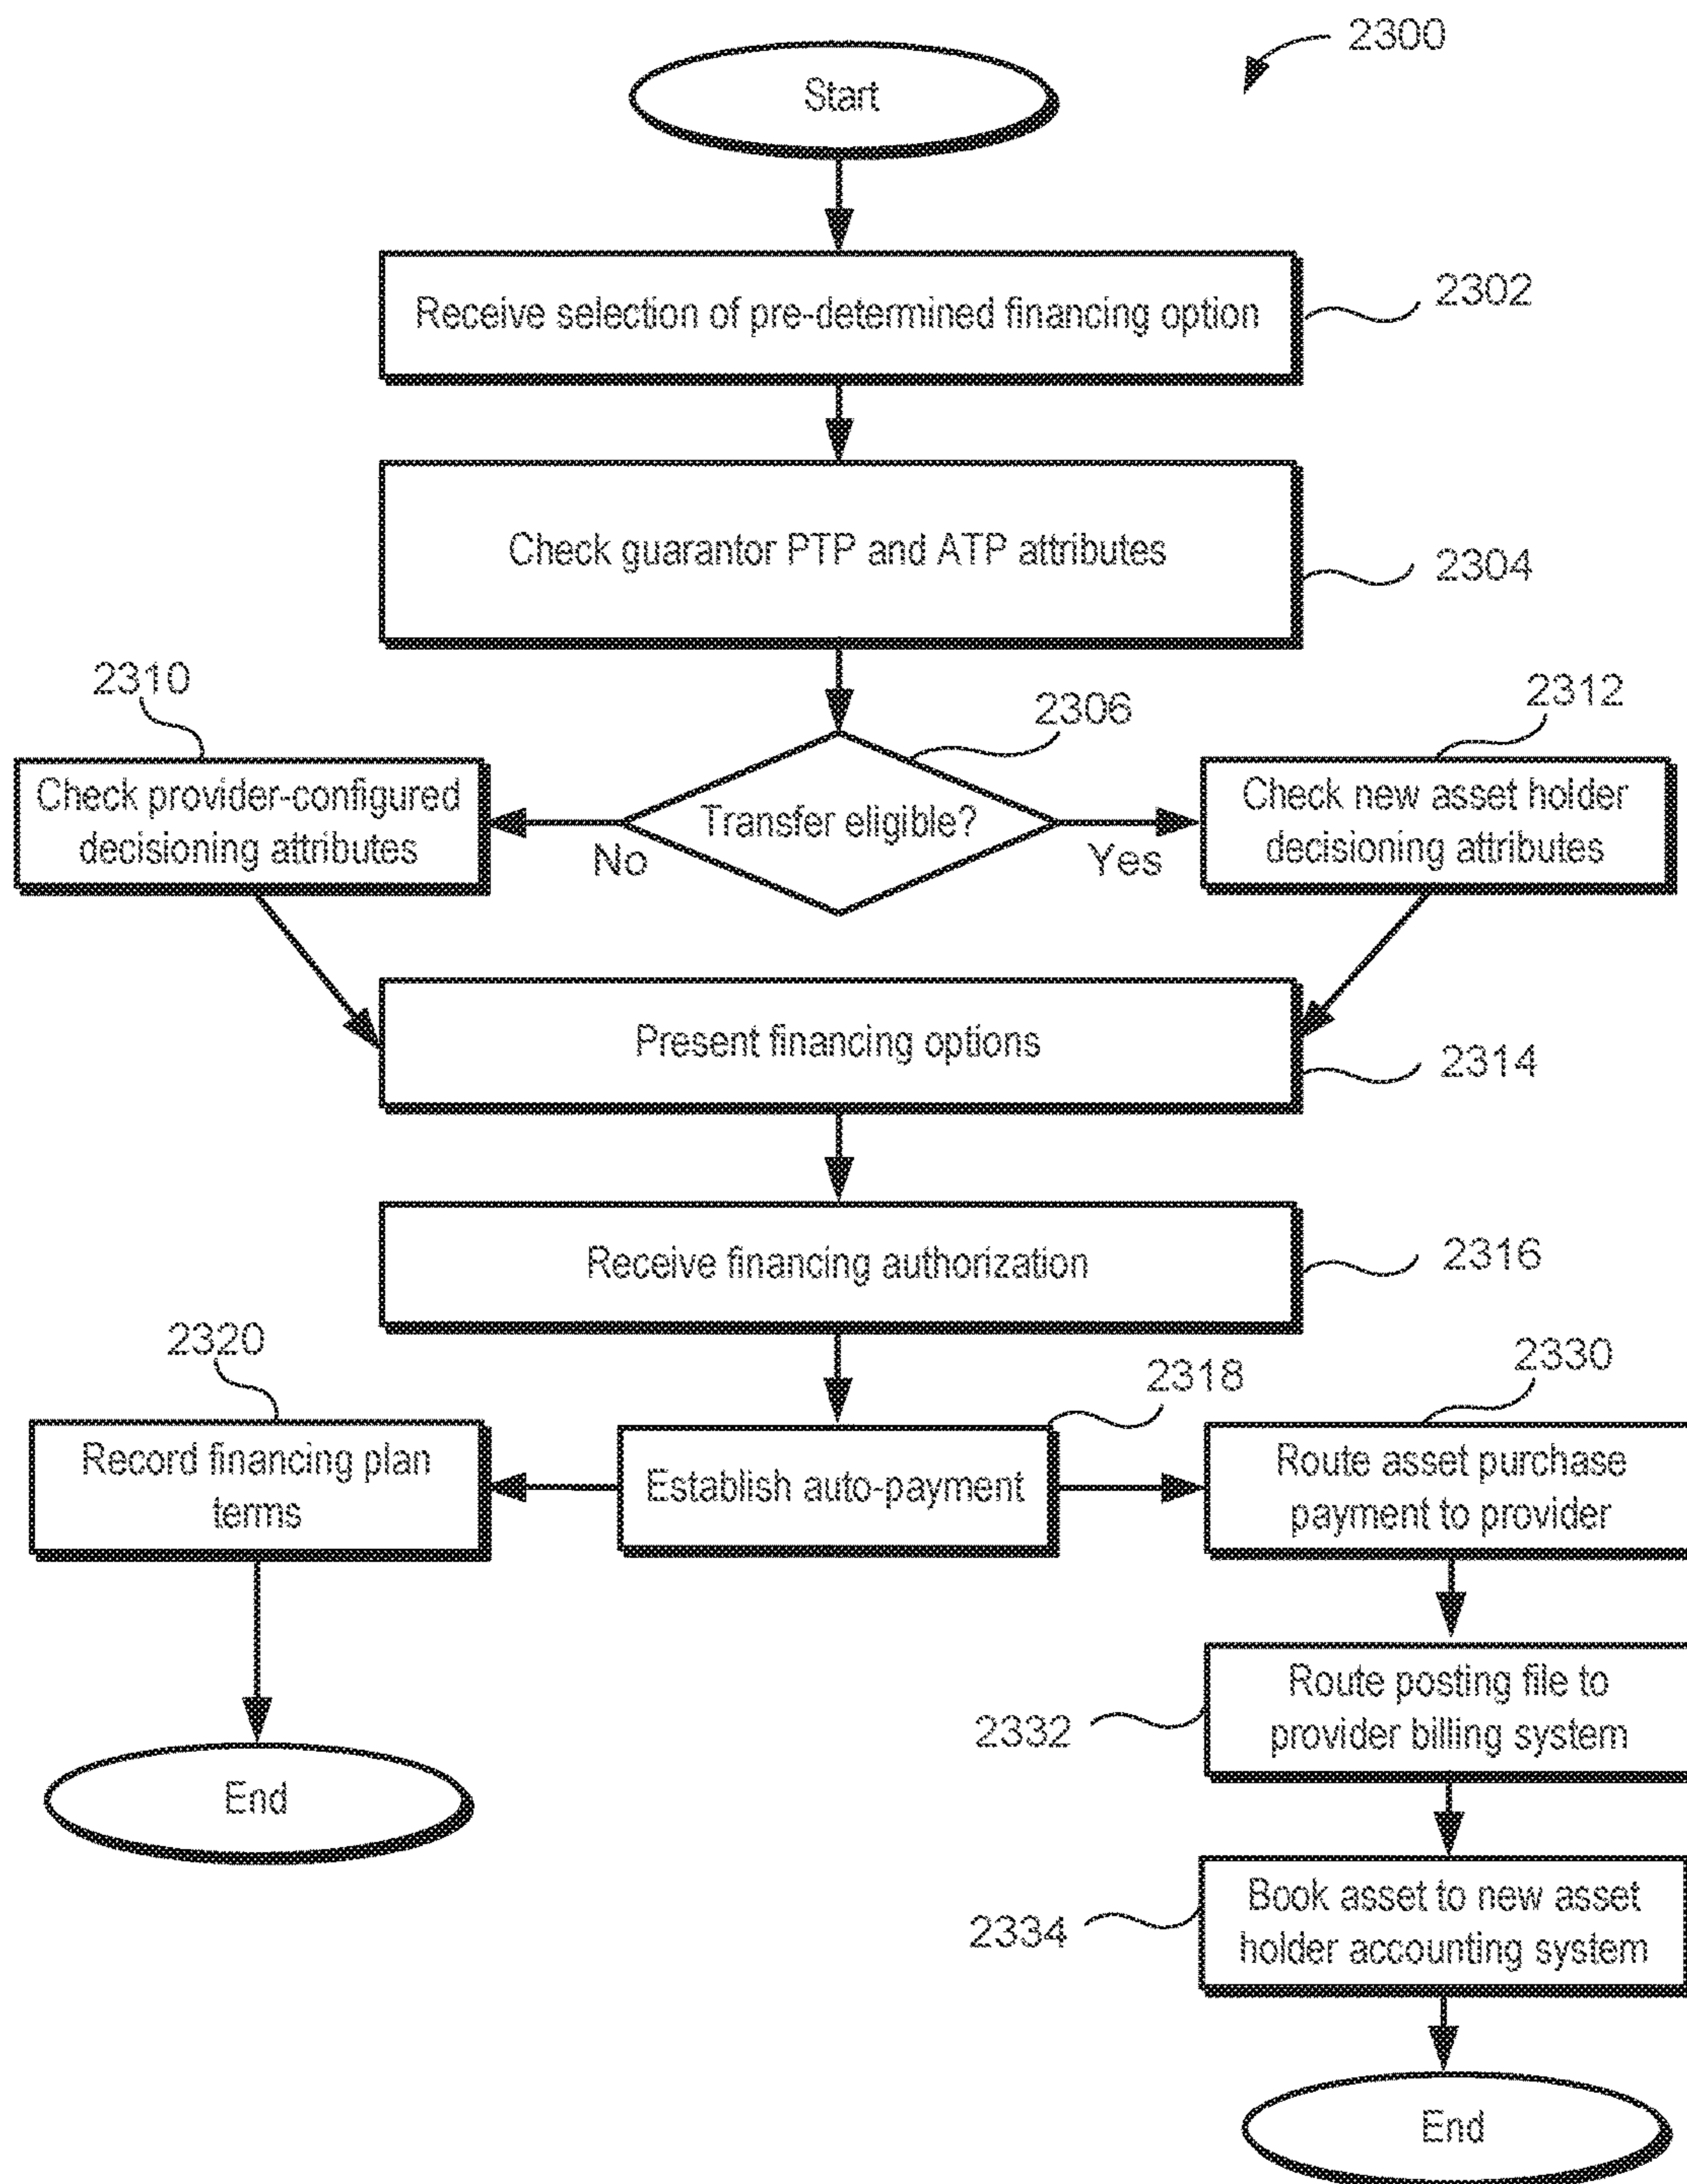 2300
Start
Receive selection of pre-determined financing option
2302
Check guarantor PTP and ATP attributes
2304
2310
2306
2312
Check provider-configured
decisioning attributes
Transfer eligible?
No
Yes
Check new asset holder
decisioning attributes
Present financing options
2314
Receive financing authorization
2316
2320
2318
2330
Record financing plan
terms
Establish auto-payment
Route asset purchase
payment to provider
Route posting file to
provider billing system
2332
Book asset to new asset
holder accounting system
2334
End
End